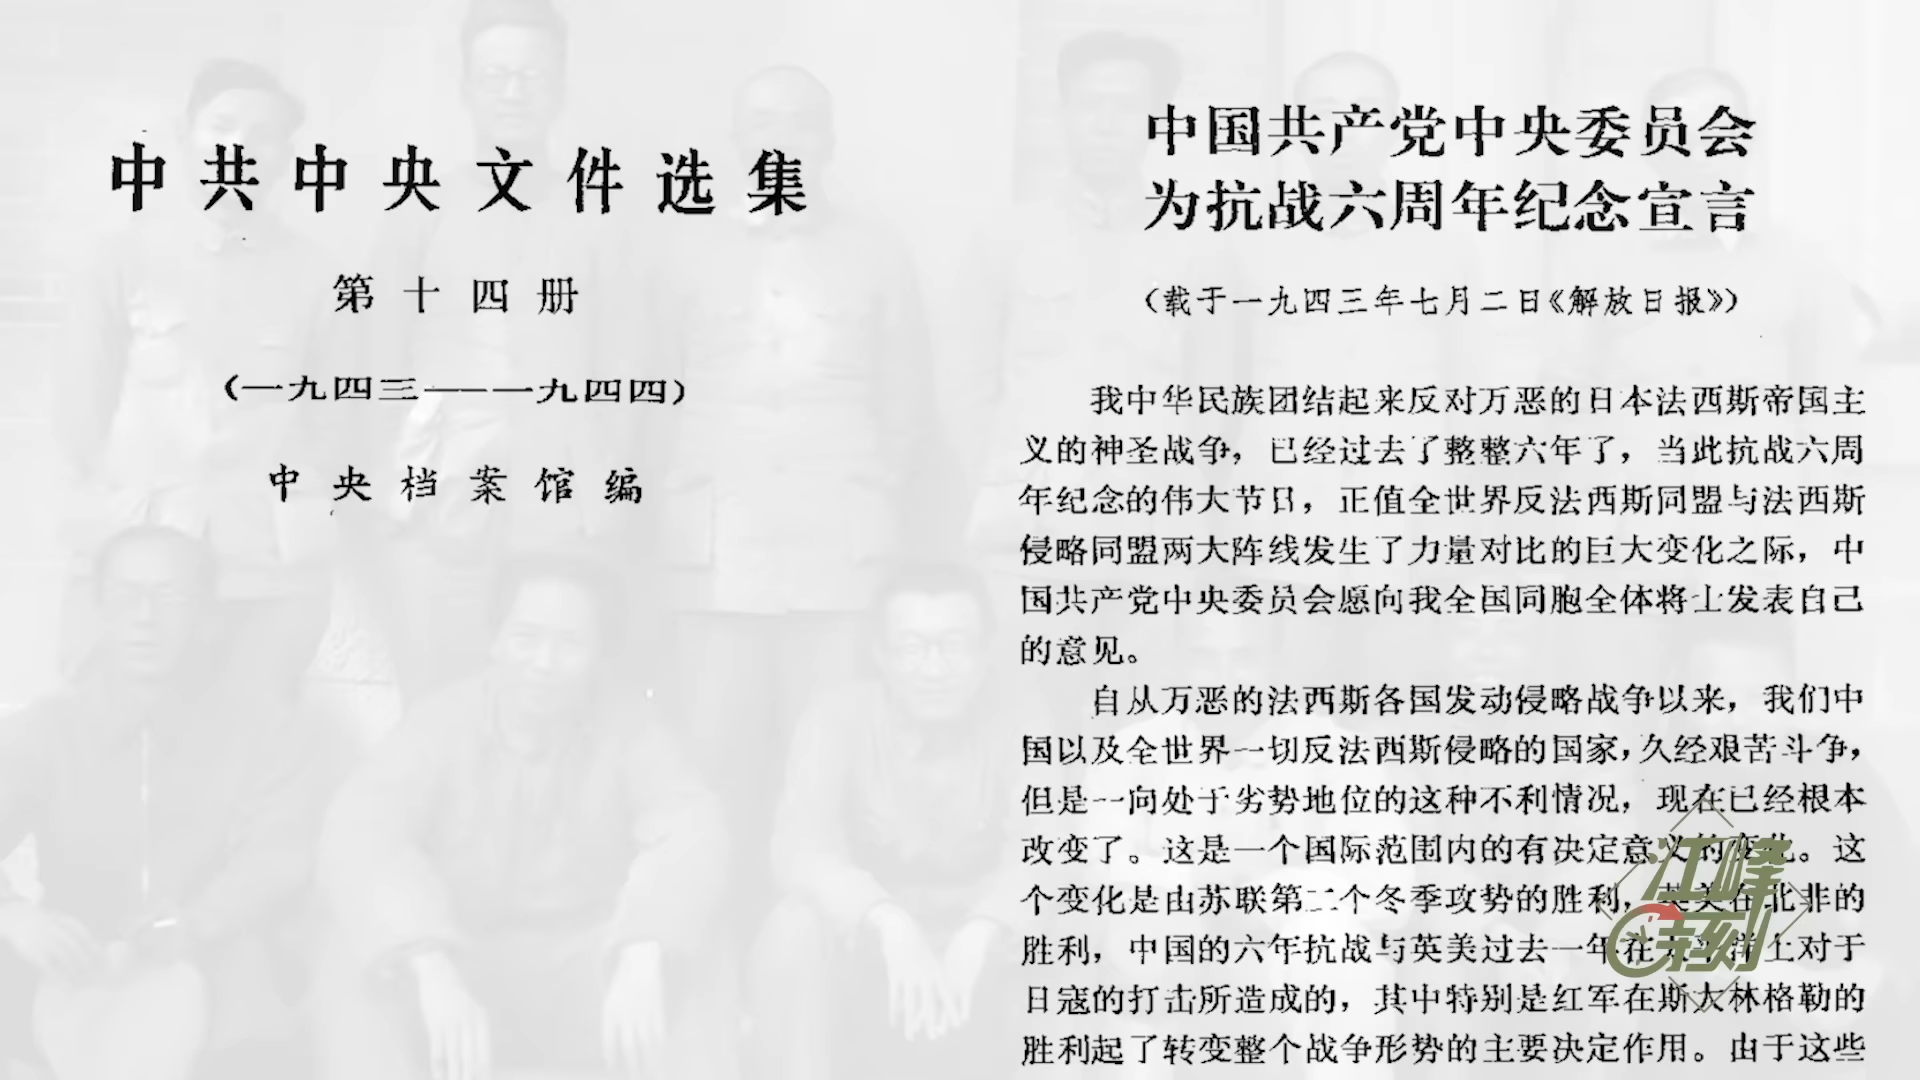 中共中央文件选集
第十四册
(一九四三——一九四四)
中央档案馆编
中国共产党中央委员会
为抗战六周年纪念宣言
(载于一九四三年七月二日《解放日报》)
我中华民族团结起来反对万恶的日本法西斯帝国主
义的神圣战争，已经过去了整整六年了，当此抗战六周
年纪念的伟大节日，正值全世界反法西斯同盟与法西斯
侵略同盟两大阵线发生了力量对比的巨大变化之际，中
国共产党中央委员会愿向我全国同胞全体将士发表自己
的意见。
自从万恶的法西斯各国发动侵略战争以来，我们中
国以及全世界一切反法西斯侵略的国家，久经艰苦斗争，
但是一向处于劣势地位的这种不利情况，现在已经根本
改变了。这是一个国际范围内的有决定意义的变化。这
个变化是由苏联第二个冬季攻势的胜利，英美在北非的
胜利，中国的六年抗战与英美过去一年在太平洋上对于
日寇的打击所造成的，其中特别是红军在斯大林格勒的
胜利起了转变整个战争形势的主要决定作用。由于这些
江峰
时刻